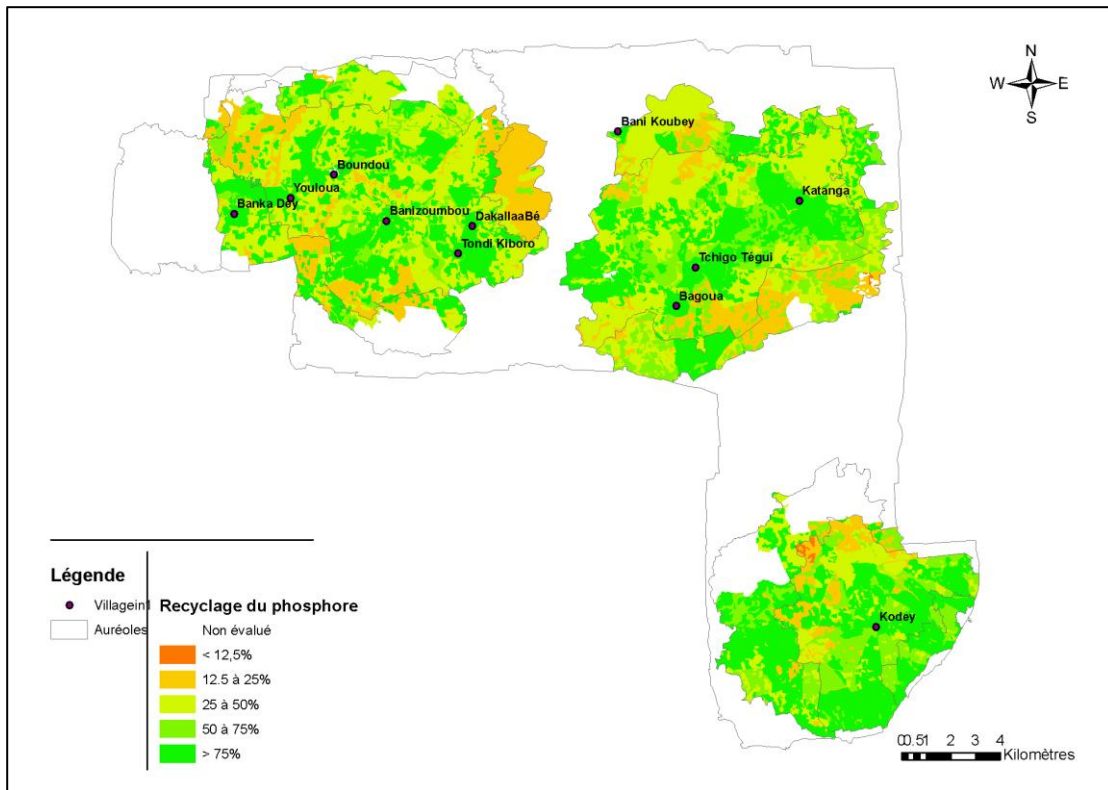 N
W E
S
Bani Koubey
Boundou
Katanga
Youloua
Banka Dey
Banizoumbou
DakallaaBé
Tondi Kiboro
Tchigo Tégui
Bagoua
Kodey
Légende
Villageint
Auréoles
Recyclage du phosphore
Non évalué
< 12,5%
12.5 à 25%
25 à 50%
50 à 75%
> 75%
00.51 2 3 4
Kilomètres